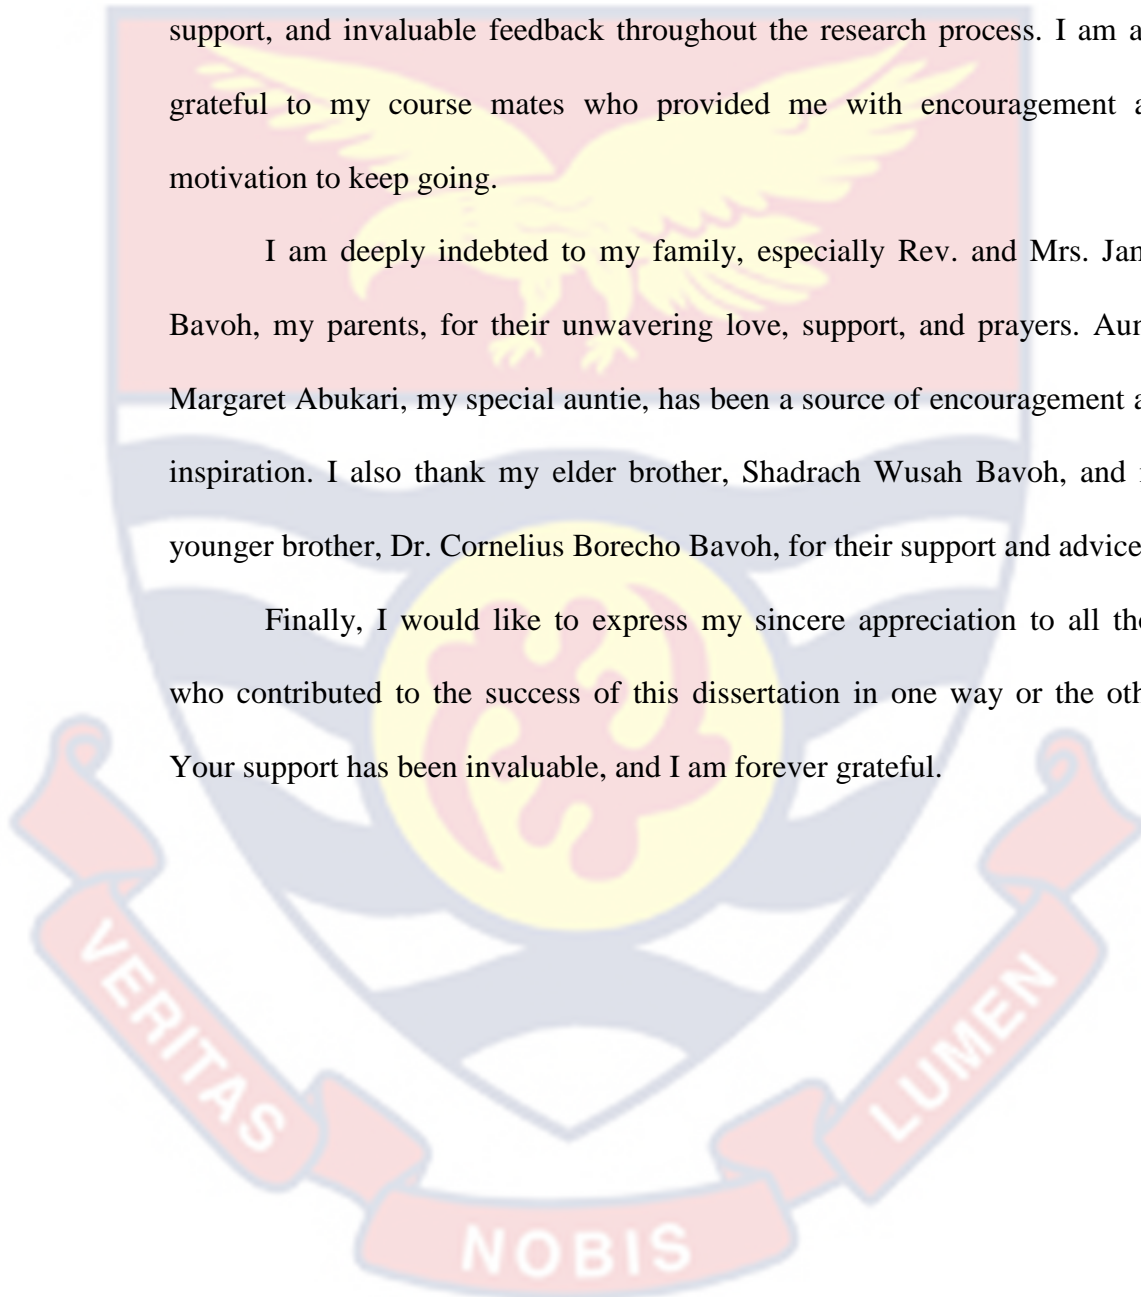 support, and invaluable feedback throughout the research process. I am a
grateful to my course mates who provided me with encouragement a
motivation to keep going.
I am deeply indebted to my family, especially Rev. and Mrs. Jan
Bavoh, my parents, for their unwavering love, support, and prayers. Aun
Margaret Abukari, my special auntie, has been a source of encouragement a
inspiration. I also thank my elder brother, Shadrach Wusah Bavoh, and
younger brother, Dr. Cornelius Borecho Bavoh, for their support and advice
Finally, I would like to express my sincere appreciation to all tho
who contributed to the success of this dissertation in one way or the oth
Your support has been invaluable, and I am forever grateful.
VERITAS
NOBIS
LUMEN